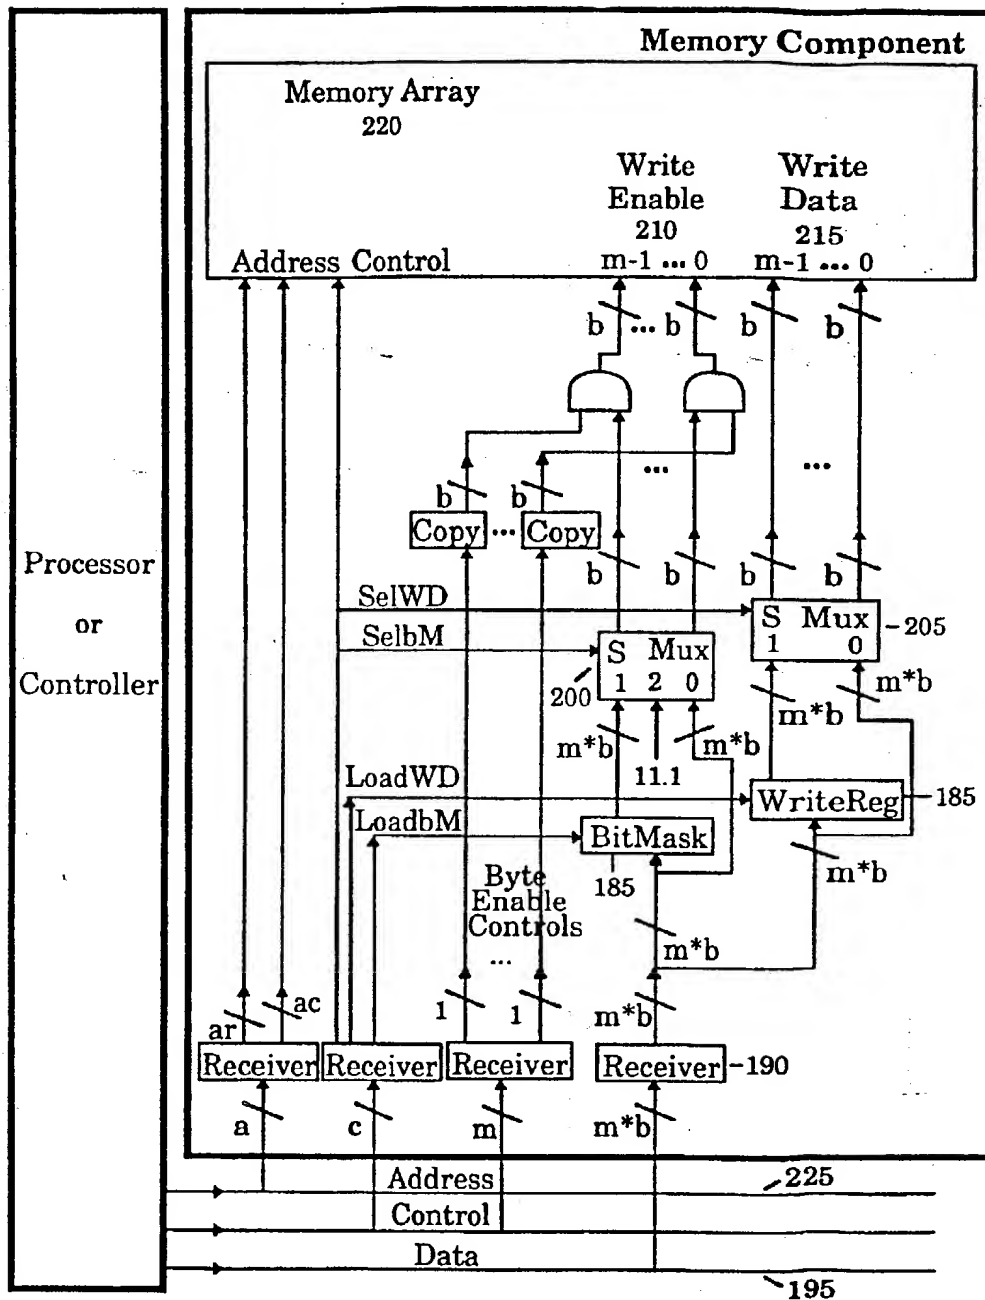 Memory Component
Memory Array
220
Write Enable
210
m-1 ... 0
Write Data
215
m-1 ... 0
Address Control
b ... b b b
...
...
b b
Copy ... Copy
b b b b
Processor
or
Controller
SelWD
S Mux
1 0
205
SelbM
S Mux
1 2 0
200
m*b
m*b
m*b
m*b
11.1
LoadWD
WriteReg
185
LoadbM
BitMask
185
m*b
Byte
Enable
Controls
...
m*b
ar
ac
1
1
m*b
Receiver Receiver Receiver Receiver 190
a c m m*b
Address
225
Control
Data
195